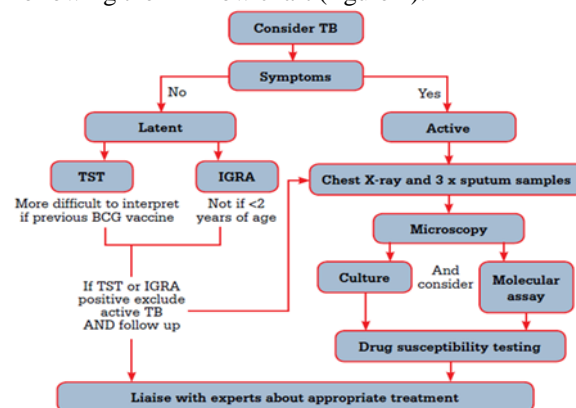 Consider TB
Symptoms
No
Yes
Latent
Active
TST
IGRA
Chest X-ray and 3 x sputum samples
More difficult to interpret
if previous BCG vaccine
Not if <2
years of age
Microscopy
Culture
And
consider
Molecular
assay
If TST or IGRA
positive exclude
active TB
AND follow up
Drug susceptibility testing
Liaise with experts about appropriate treatment